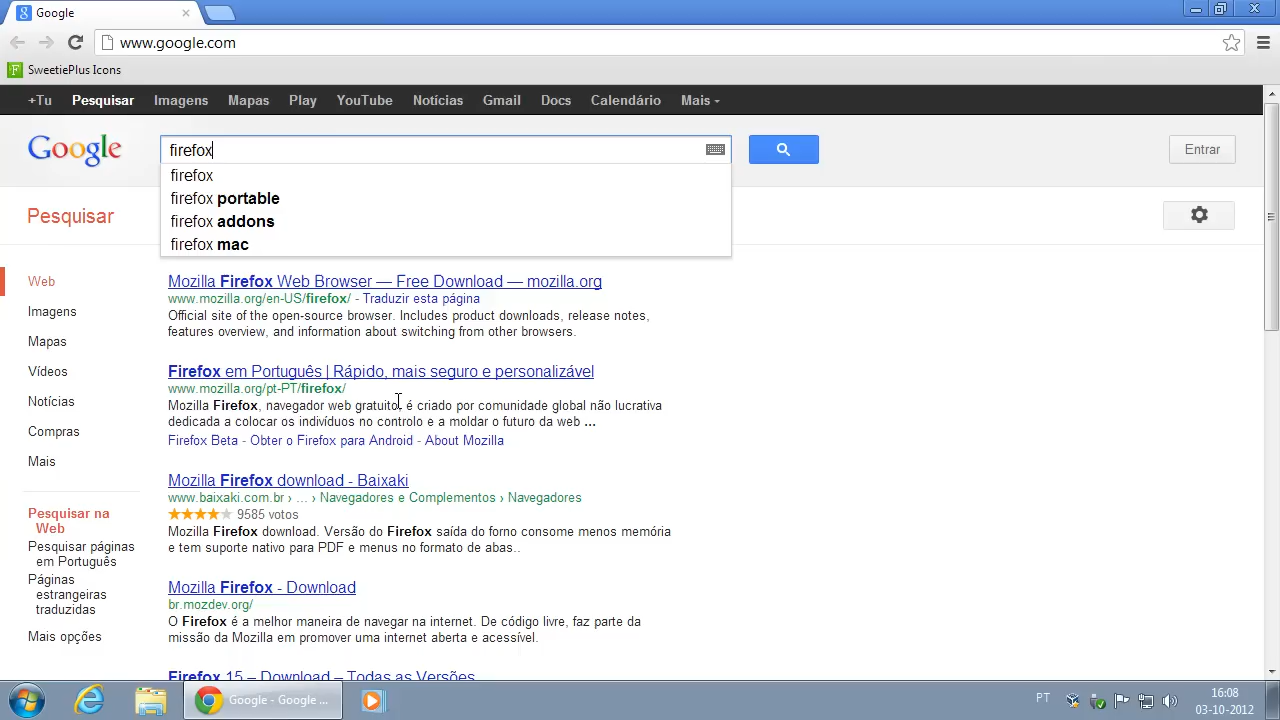 Google
www.google.com
SweetiePlus Icons
+Tu Pesquisar Imagens Mapas Play YouTube Notícias Gmail Docs Calendário Mais
Google
firefox
Entrar
firefox
firefox portable
firefox addons
firefox mac
Pesquisar
Web
Imagens
Mapas
Vídeos
Notícias
Compras
Mais
Pesquisar na
Web
Pesquisar páginas
em Português
Páginas
estrangeiras
traduzidas
Mais opções
Mozilla Firefox Web Browser — Free Download — mozilla.org
www.mozilla.org/en-US/firefox/ - Traduzir esta página
Official site of the open-source browser. Includes product downloads, release notes,
features overview, and information about switching from other browsers.
Firefox em Português | Rápido, mais seguro e personalizável
www.mozilla.org/pt-PT/firefox/
Mozilla Firefox, navegador web gratuito, é criado por comunidade global não lucrativa
dedicada a colocar os indivíduos no controlo e a moldar o futuro da web ...
Firefox Beta - Obter o Firefox para Android - About Mozilla
Mozilla Firefox download - Baixaki
www.baixaki.com.br › ... › Navegadores e Complementos › Navegadores
9585 votos
Mozilla Firefox download. Versão do Firefox saída do forno consome menos memória
e tem suporte nativo para PDF e menus no formato de abas..
Mozilla Firefox - Download
br.mozdev.org/
O Firefox é a melhor maneira de navegar na internet. De código livre, faz parte da
missão da Mozilla em promover uma internet aberta e acessível.
Firefox 15 – Download – Todas as Versões
Google - Google ...
PT
16:08
03-10-2012